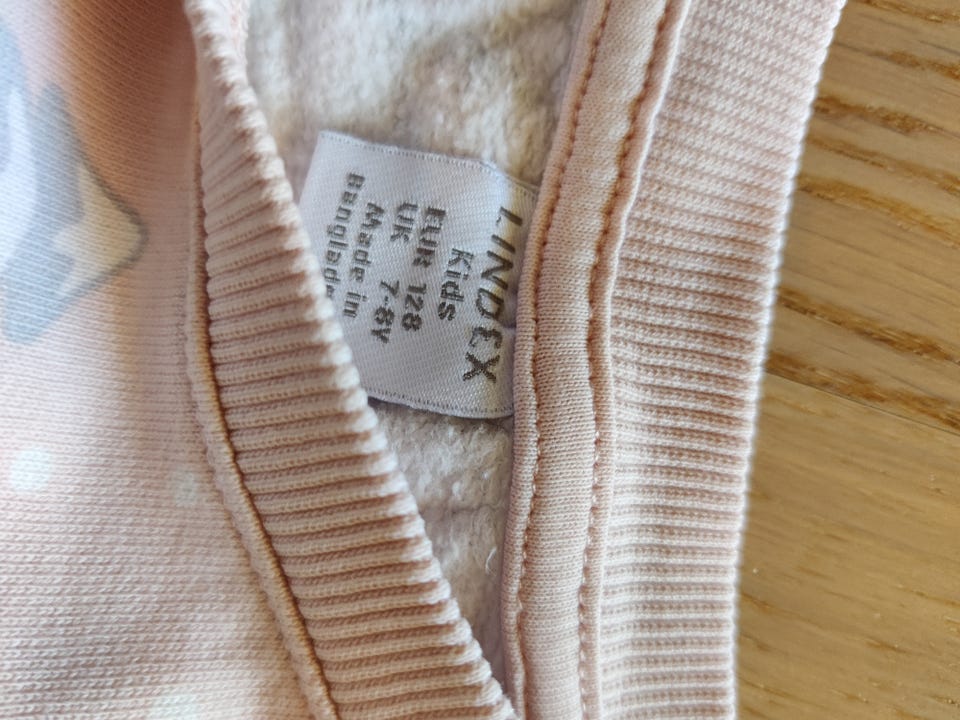 LINDEX
Kids
EUR 128
UK 7-8Y
Made in